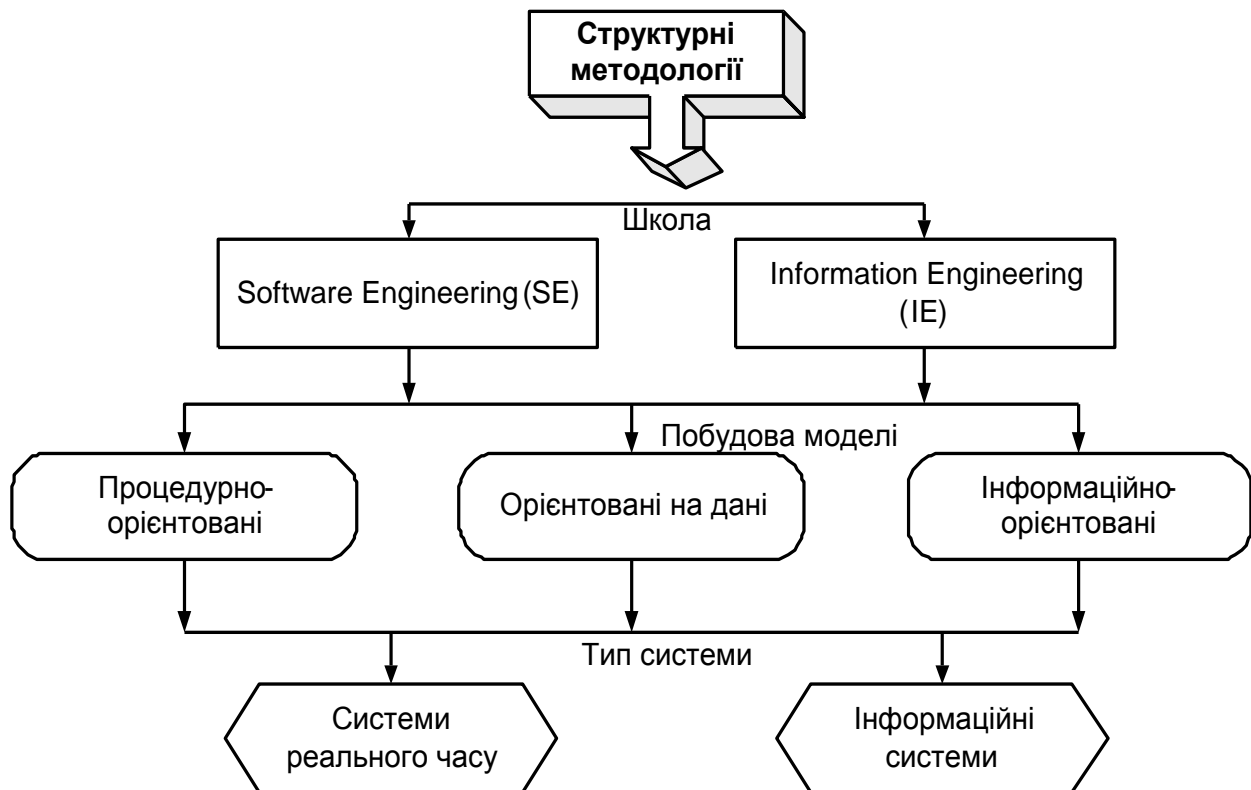 Структурні
методології
Школа
Software Engineering (SE)
Information Engineering
(IE)
Побудова моделі
Процедурно-
орієнтовані
Орієнтовані на дані
Інформаційно-
орієнтовані
Тип системи
Системи
реального часу
Інформаційні
системи